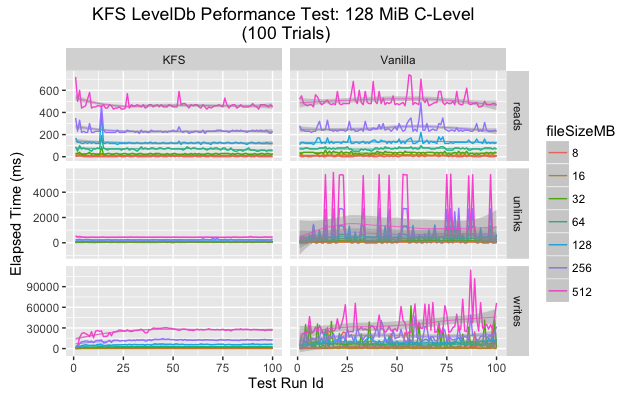 KFS LevelDb Peformance Test: 128 MiB C-Level
(100 Trials)
KFS
Vanilla
600
400
200
0
reads
4000
2000
0
unlinks
90000
60000
30000
0
writes
0
25
50
75
100
0
25
50
75
100
Elapsed Time (ms)
Test Run Id
fileSizeMB
8
16
32
64
128
256
512